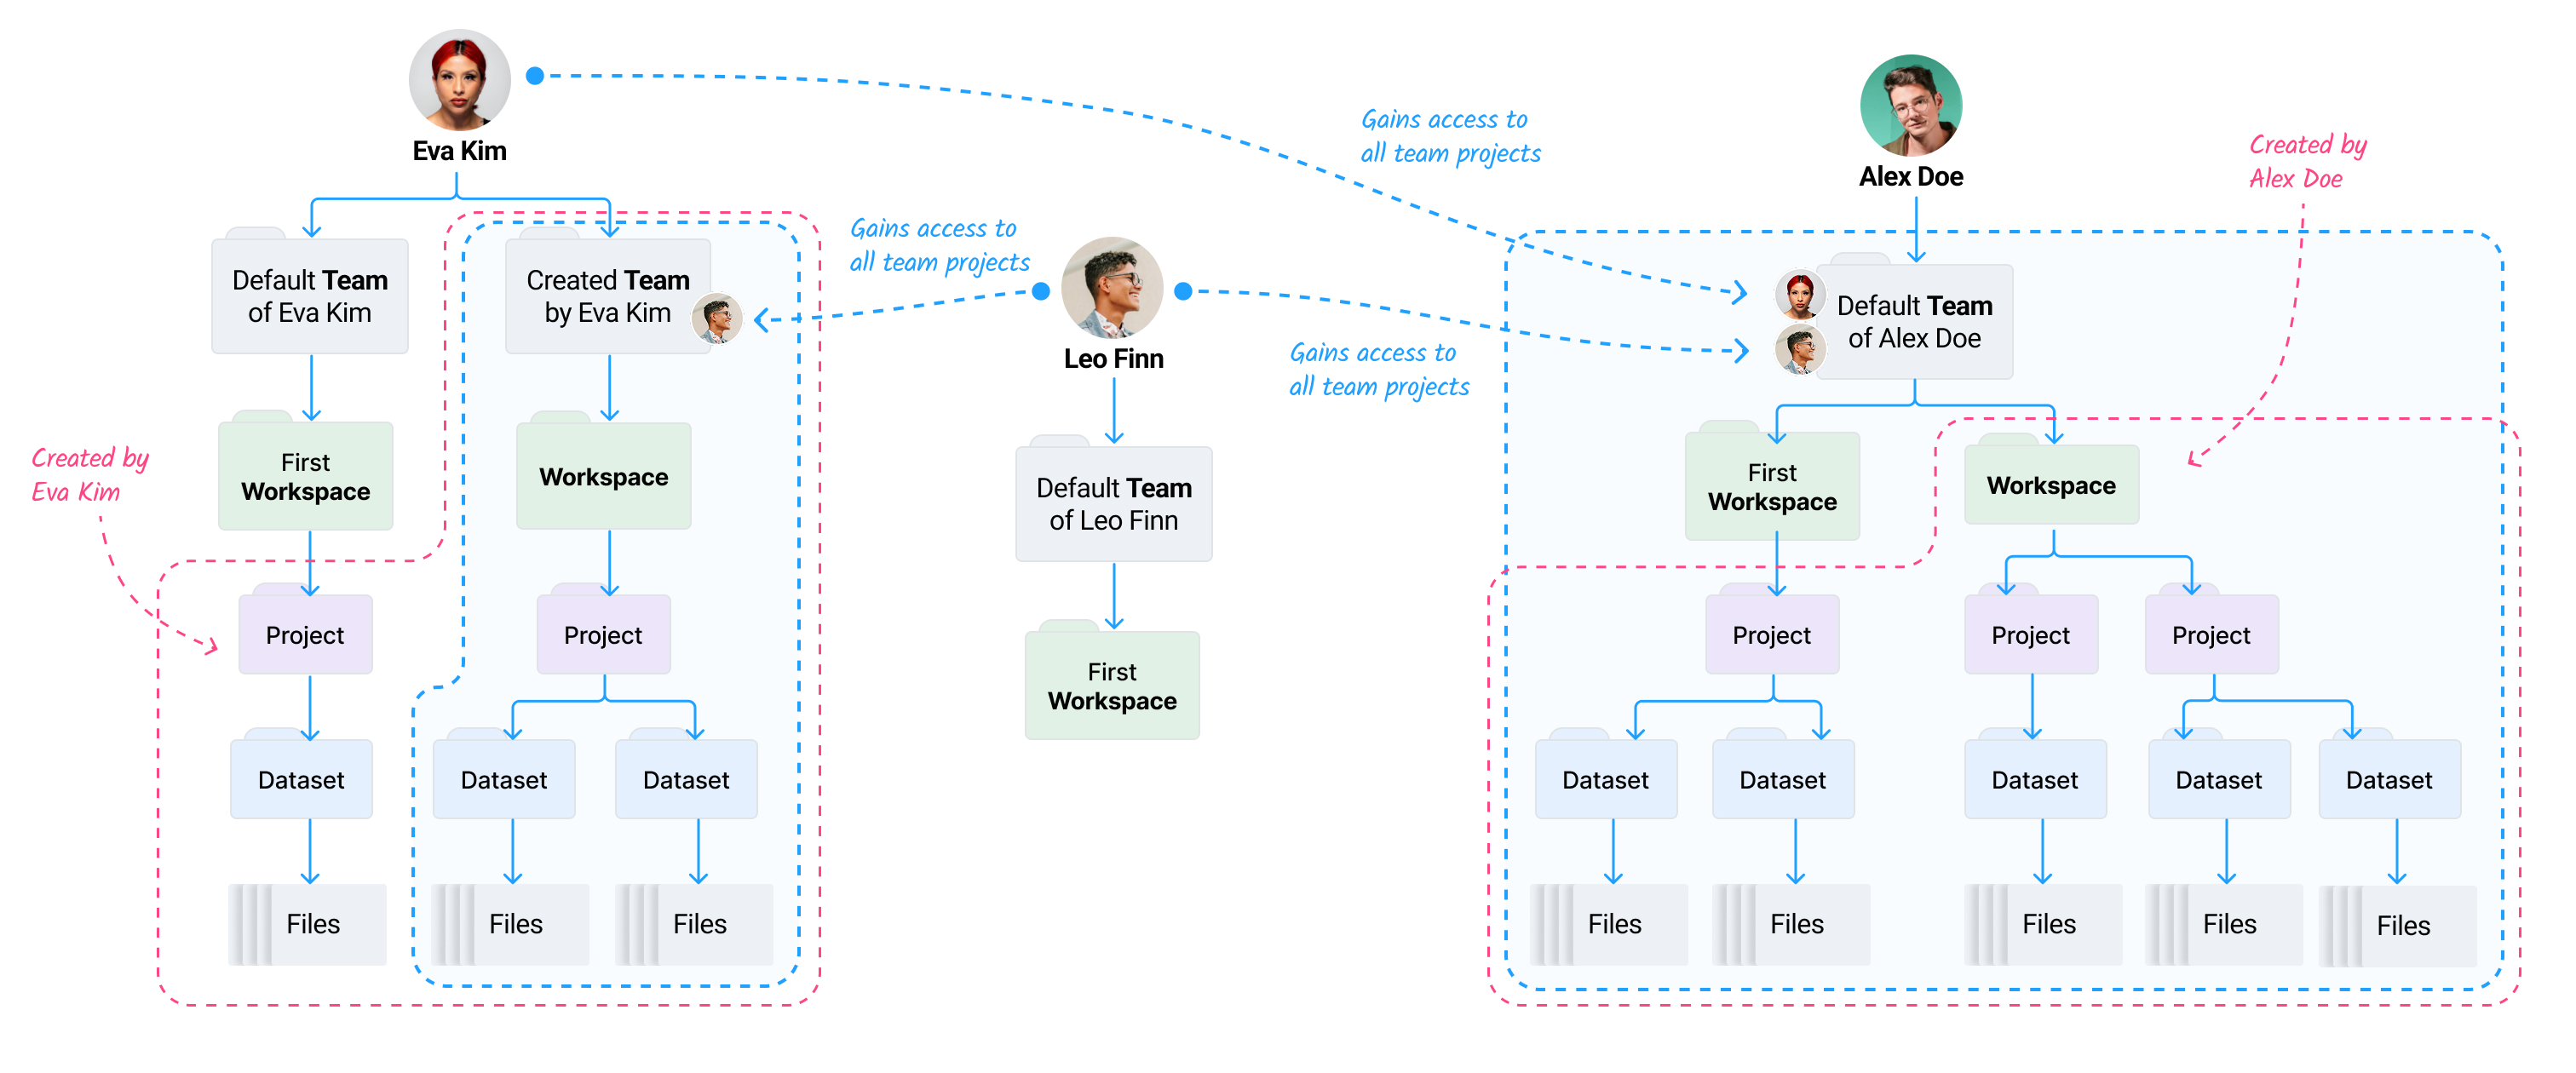 Eva Kim
Gains access to
all team projects
Alex Doe
Created by
Alex Doe
Default Team
of Eva Kim
Created Team
by Eva Kim
Gains access to
all team projects
Leo Finn
Gains access to
all team projects
Default Team
of Alex Doe
Created by
Eva Kim
First
Workspace
Workspace
Default Team
of Leo Finn
First
Workspace
Workspace
Project
Project
First
Workspace
Project
Project
Project
Dataset
Dataset
Dataset
Dataset
Dataset
Dataset
Dataset
Dataset
Files
Files
Files
Files
Files
Files
Files
Files